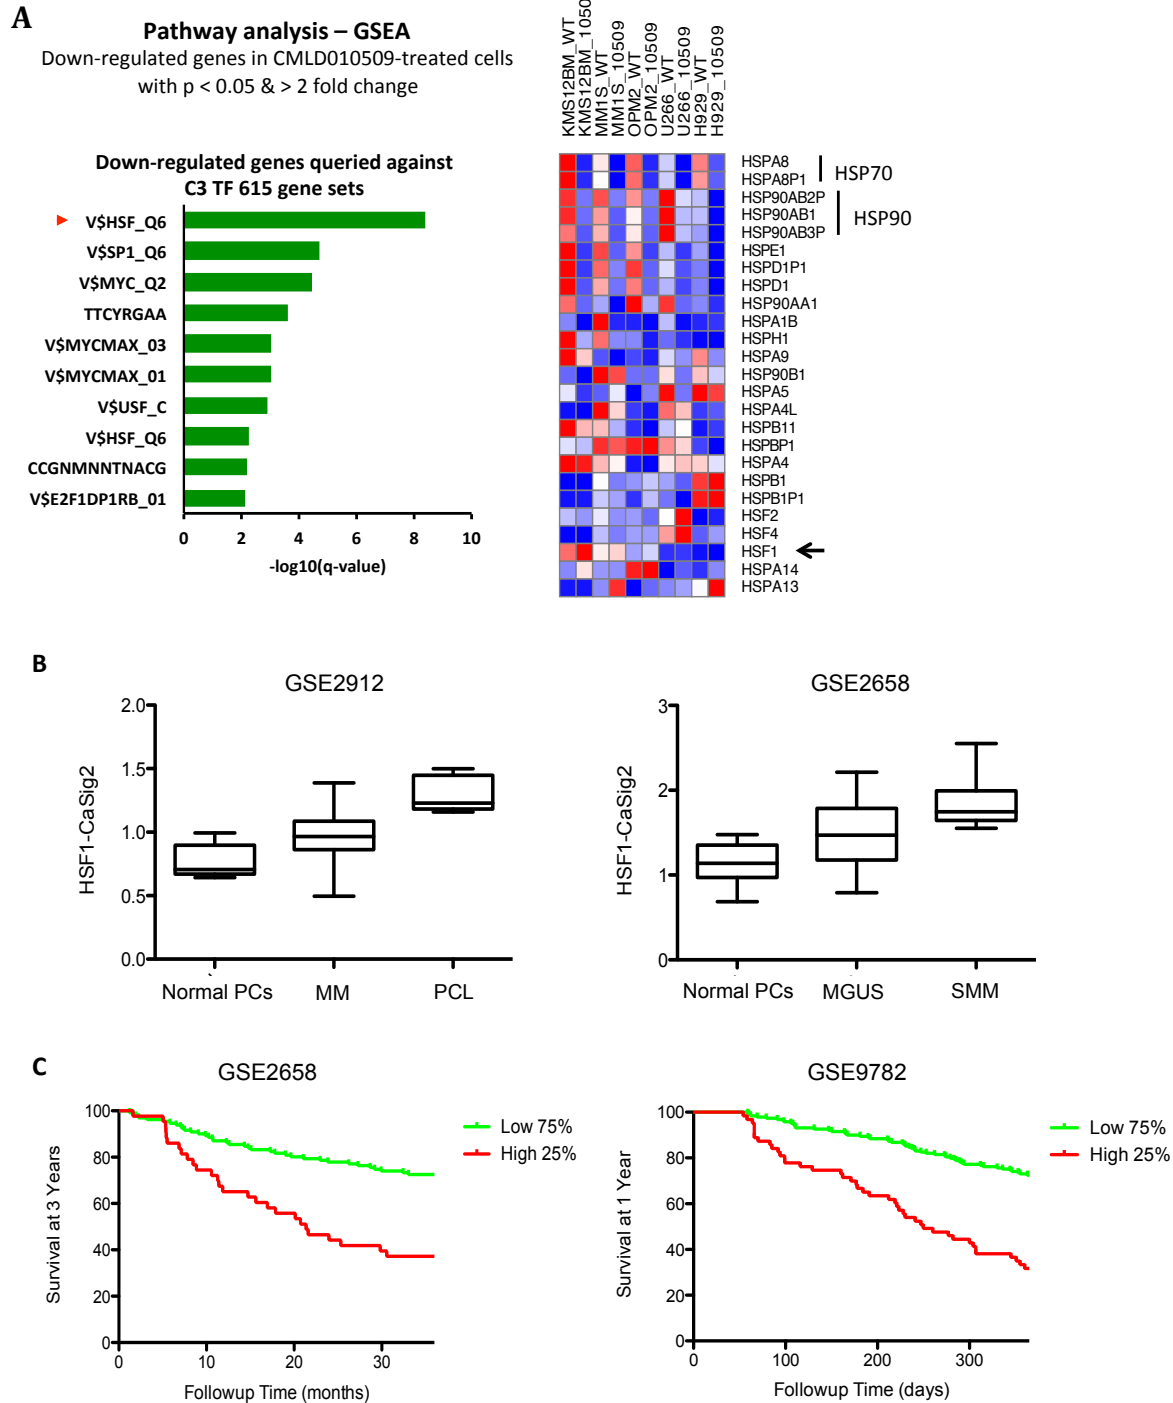 A
Pathway analysis – GSEA
Down-regulated genes in CMLD010509-treated cells
with p < 0.05 & > 2 fold change
Down-regulated genes queried against
C3 TF 615 gene sets
V$HSF_Q6
V$SP1_Q6
V$MYC_Q2
TTCYRGAA
V$MYCMAX_03
V$MYCMAX_01
V$USF_C
V$HSF_Q6
CCGNMNNTNACG
V$E2F1DP1RB_01
0 2 4 6 8 10
-log10(q-value)
KMS12BM_WT
KMS12BM_1050
MM1S_WT
MM1S_10509
OPM2_WT
OPM2_10509
U266_WT
U266_10509
H929_WT
H929_10509
HSPA8
HSPA8P1
HSP90AB2P
HSP90AB1
HSP90AB3P
HSPE1
HSPD1P1
HSPD1
HSP90AA1
HSPA1B
HSPH1
HSPA9
HSP90B1
HSPA5
HSPA4L
HSPB11
HSPBP1
HSPA4
HSPB1
HSPB1P1
HSF2
HSF4
HSF1
HSPA14
HSPA13
HSP70
HSP90
B
GSE2912
HSF1-CaSig2
2.0
1.5
1.0
0.5
0.0
Normal PCs MM PCL
GSE2658
HSF1-CaSig2
3
2
1
0
Normal PCs MGUS SMM
C
GSE2658
Survival at 3 Years
100
80
60
40
20
0
0 10 20 30
Followup Time (months)
Low 75%
High 25%
GSE9782
Survival at 1 Year
100
80
60
40
20
0
0 100 200 300
Followup Time (days)
Low 75%
High 25%